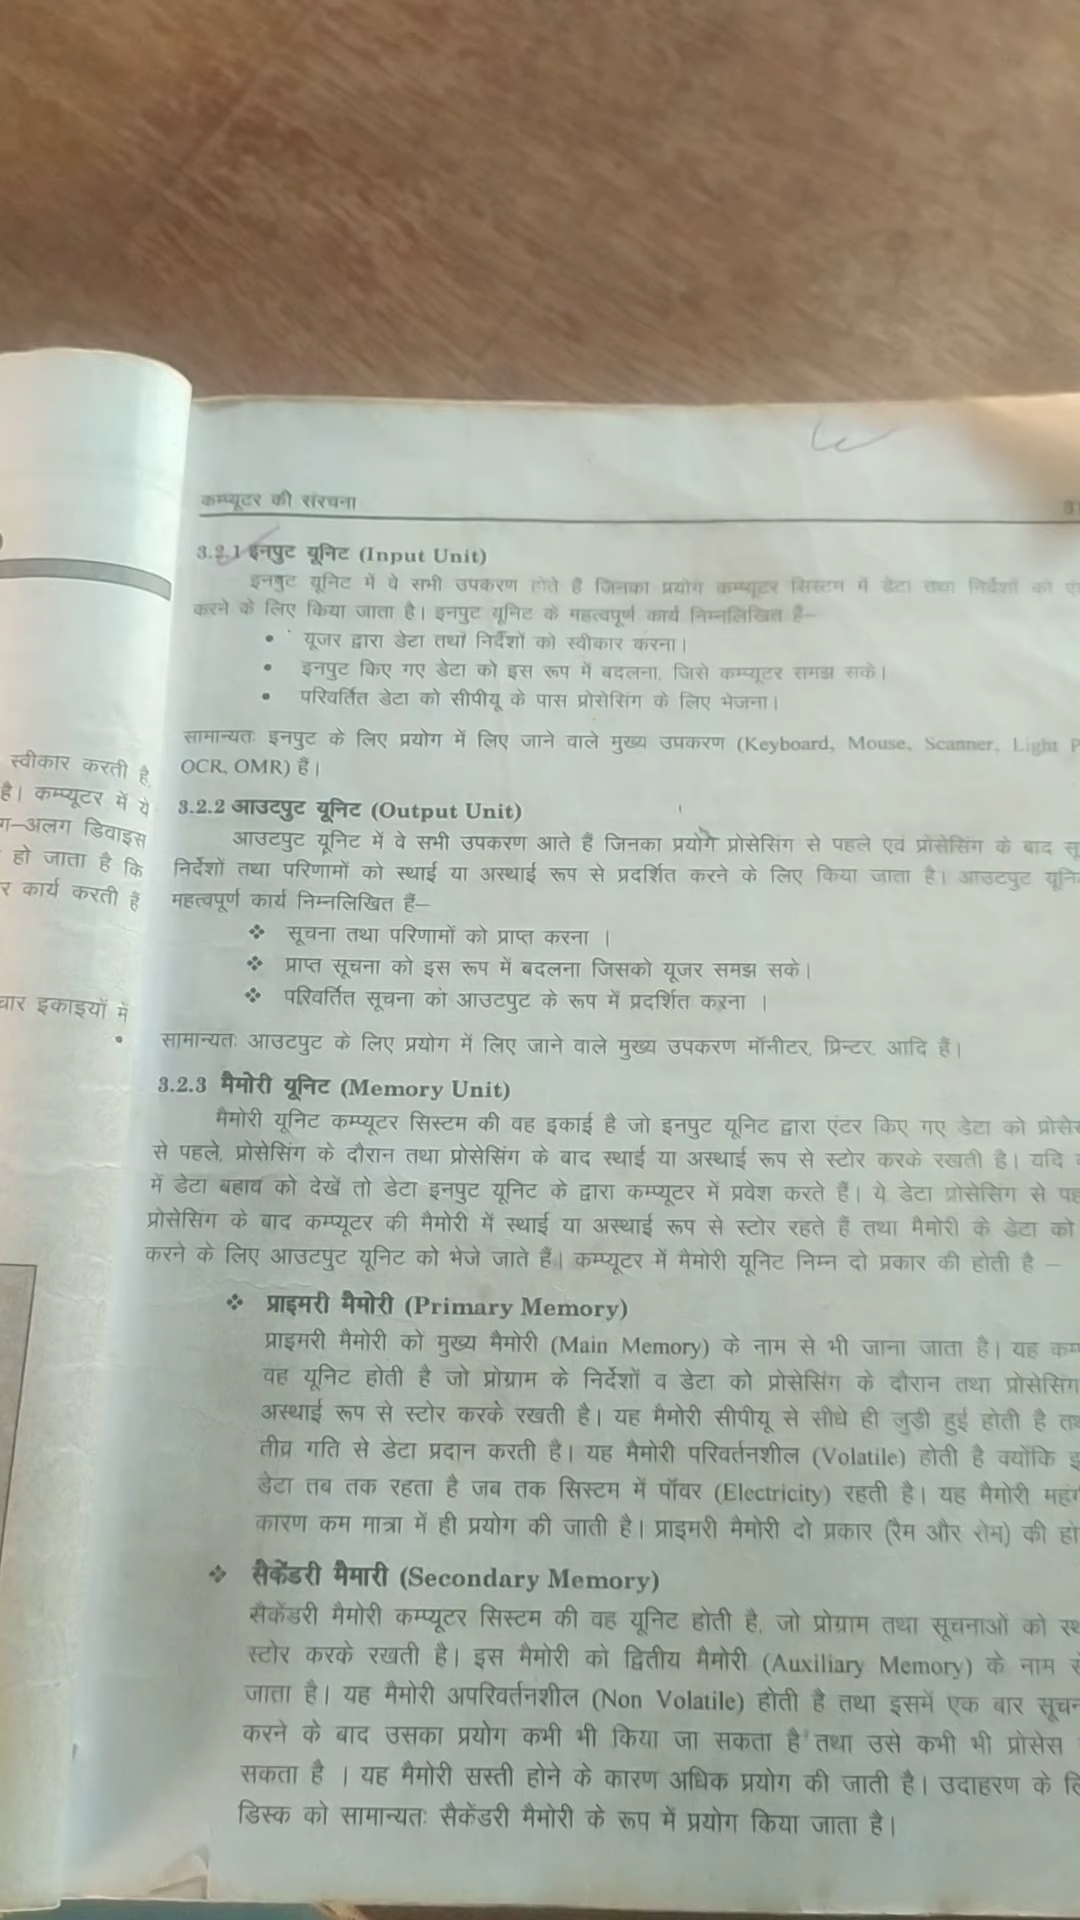 कम्प्यूटर की संरचना
3.2.1 इनपुट यूनिट (Input Unit)
इनपुट यूनिट में वे सभी उपकरण होते हैं जिनका प्रयोग कम्प्यूटर सिस्टम में डेटा तथा निर्देशों को
करने के लिए किया जाता है। इनपुट यूनिट के महत्वपूर्ण कार्य निम्नलिखित हैं–
• यूजर द्वारा डेटा तथा निर्देशों को स्वीकार करना।
• इनपुट किए गए डेटा को इस रूप में बदलना, जिसे कम्प्यूटर समझ सके।
• परिवर्तित डेटा को सीपीयू के पास प्रोसेसिंग के लिए भेजना।
सामान्यतः इनपुट के लिए प्रयोग में लिए जाने वाले मुख्य उपकरण (Keyboard, Mouse, Scanner, Light
OCR, OMR) हैं।
3.2.2 आउटपुट यूनिट (Output Unit)
आउटपुट यूनिट में वे सभी उपकरण आते हैं जिनका प्रयोग प्रोसेसिंग से पहले एवं प्रोसेसिंग के बाद
निर्देशों तथा परिणामों को स्थाई या अस्थाई रूप से प्रदर्शित करने के लिए किया जाता है। आउटपुट
महत्वपूर्ण कार्य निम्नलिखित हैं–
❖ सूचना तथा परिणामों को प्राप्त करना ।
❖ प्राप्त सूचना को इस रूप में बदलना जिसको यूजर समझ सके।
❖ परिवर्तित सूचना को आउटपुट के रूप में प्रदर्शित करना ।
सामान्यतः आउटपुट के लिए प्रयोग में लिए जाने वाले मुख्य उपकरण मॉनीटर, प्रिन्टर, आदि हैं।
3.2.3 मैमोरी यूनिट (Memory Unit)
मैमोरी यूनिट कम्प्यूटर सिस्टम की वह इकाई है जो इनपुट यूनिट द्वारा एंटर किए गए डेटा को
से पहले, प्रोसेसिंग के दौरान तथा प्रोसेसिंग के बाद स्थाई या अस्थाई रूप से स्टोर करके रखती है। यदि
में डेटा बहाव को देखें तो डेटा इनपुट यूनिट के द्वारा कम्प्यूटर में प्रवेश करते हैं। ये डेटा प्रोसेसिंग से
प्रोसेसिंग के बाद कम्प्यूटर की मैमोरी में स्थाई या अस्थाई रूप से स्टोर रहते हैं तथा मैमोरी के डेटा को
करने के लिए आउटपुट यूनिट को भेजे जाते हैं। कम्प्यूटर में मैमोरी यूनिट निम्न दो प्रकार की होती है –
❖ प्राइमरी मैमोरी (Primary Memory)
प्राइमरी मैमोरी को मुख्य मैमोरी (Main Memory) के नाम से भी जाना जाता है। यह
वह यूनिट होती है जो प्रोग्राम के निर्देशों व डेटा को प्रोसेसिंग के दौरान तथा प्रोसेसिंग
अस्थाई रूप से स्टोर करके रखती है। यह मैमोरी सीपीयू से सीधे ही जुड़ी हुई होती है
तीव्र गति से डेटा प्रदान करती है। यह मैमोरी परिवर्तनशील (Volatile) होती है क्योंकि
डेटा तब तक रहता है जब तक सिस्टम में पॉवर (Electricity) रहती है। यह मैमोरी
कारण कम मात्रा में ही प्रयोग की जाती है। प्राइमरी मैमोरी दो प्रकार (रैम और रोम) की
❖ सैकेंडरी मैमारी (Secondary Memory)
सैकेंडरी मैमोरी कम्प्यूटर सिस्टम की वह यूनिट होती है, जो प्रोग्राम तथा सूचनाओं को
स्टोर करके रखती है। इस मैमोरी को द्वितीय मैमोरी (Auxiliary Memory) के नाम
जाता है। यह मैमोरी अपरिवर्तनशील (Non Volatile) होती है तथा इसमें एक बार
करने के बाद उसका प्रयोग कभी भी किया जा सकता है तथा उसे कभी भी प्रोसेस
सकता है । यह मैमोरी सस्ती होने के कारण अधिक प्रयोग की जाती है। उदाहरण के
डिस्क को सामान्यतः सैकेंडरी मैमोरी के रूप में प्रयोग किया जाता है।
स्वीकार करती है,
है। कम्प्यूटर में ये
अलग डिवाइस
हो जाता है कि
कार्य करती हैं
इकाइयों में